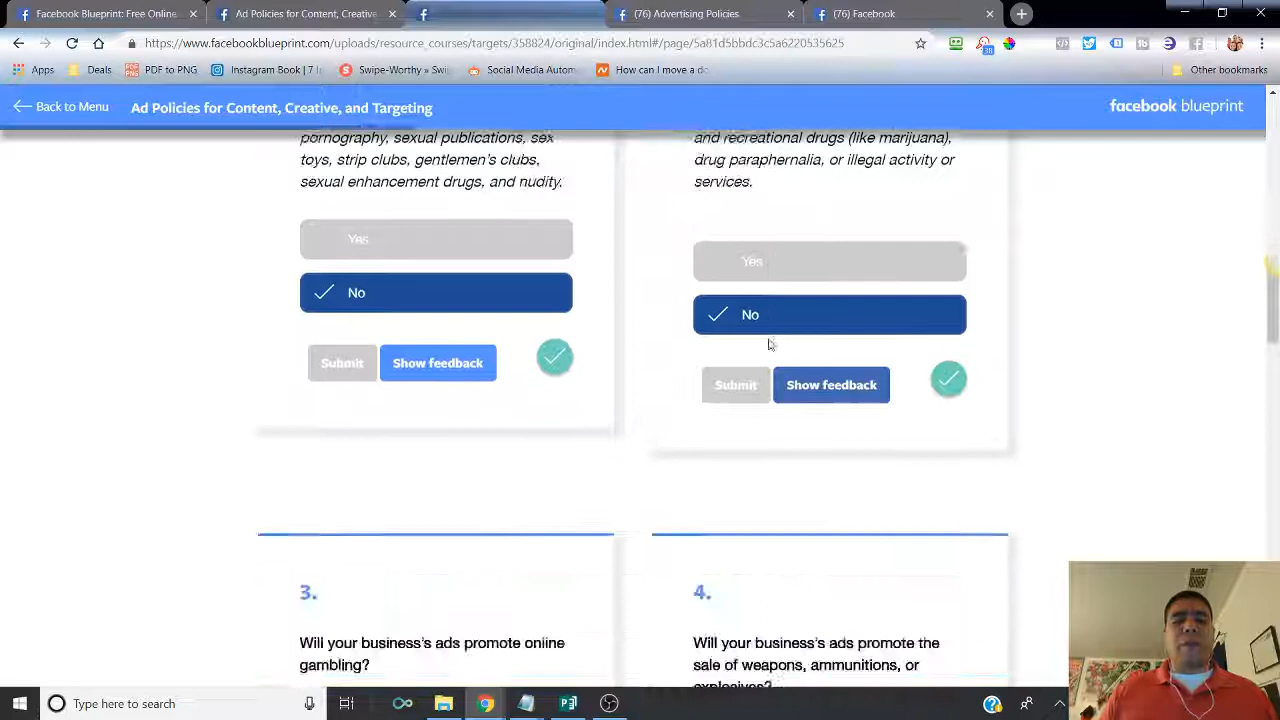 Facebook Blueprint: Free Online
Ad Policies for Content, Creative
(76) Advertising Policies
(76) Facebook
https://www.facebookblueprint.com/uploads/resource_courses/targets/258824/original/index.html#/page/5a81d5bbfc3c5a6220535625
38
Apps
Deals
PDF to PNG
Instagram Book | 7 I
Swipe-Worthy » Swi
Social Media Autom
How can I move a do
Other bookmarks
Back to Menu
Ad Policies for Content, Creative, and Targeting
facebook blueprint
pornography, sexual publications, sex
toys, strip clubs, gentlemen's clubs,
sexual enhancement drugs, and nudity.
Yes
No
Submit
Show feedback
and recreational drugs (like marijuana),
drug paraphernalia, or illegal activity or
services.
Yes
No
Submit
Show feedback
3.
Will your business's ads promote online
gambling?
4.
Will your business's ads promote the
sale of weapons, ammunitions, or
explosives?
Type here to search